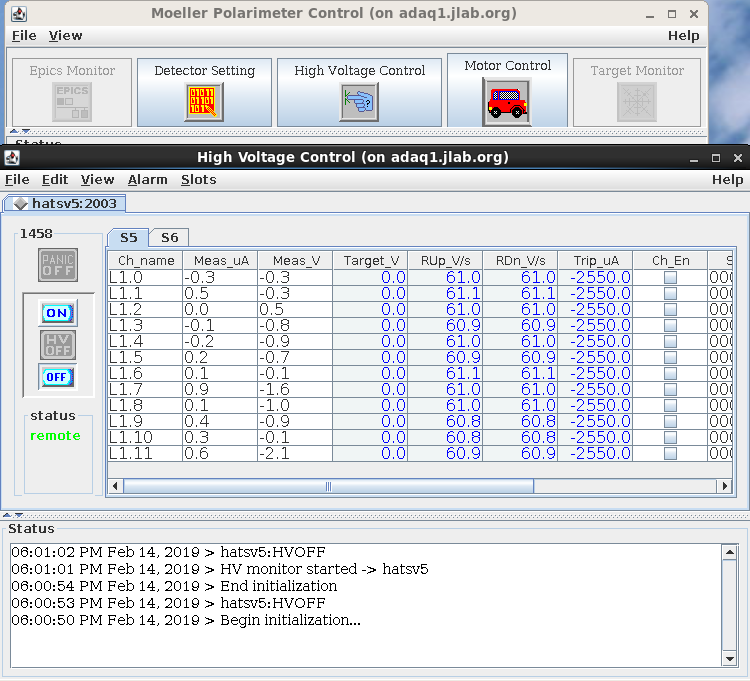 Moeller Polarimeter Control (on adaq1.jlab.org)
File View Help
Epics Monitor Detector Setting High Voltage Control Motor Control Target Monitor
EPICS
Status
High Voltage Control (on adaq1.jlab.org)
File Edit View Alarm Slots Help
hatsv5:2003
1458
PANIC OFF
ON
HV OFF
OFF
status
remote
S5 S6
Ch_name Meas_uA Meas_V Target_V RUp_V/s RDn_V/s Trip_uA Ch_En S
L1.0 -0.3 -0.3 0.0 61.0 61.0 -2550.0 000
L1.1 0.5 -0.3 0.0 61.1 61.1 -2550.0 000
L1.2 0.0 0.5 0.0 61.0 61.0 -2550.0 000
L1.3 -0.1 -0.8 0.0 60.9 60.9 -2550.0 000
L1.4 -0.2 -0.9 0.0 61.0 61.0 -2550.0 000
L1.5 0.2 -0.7 0.0 60.9 60.9 -2550.0 000
L1.6 0.1 -0.1 0.0 61.1 61.1 -2550.0 000
L1.7 0.9 -1.6 0.0 61.0 61.0 -2550.0 000
L1.8 0.1 -1.0 0.0 61.0 61.0 -2550.0 000
L1.9 0.4 -0.9 0.0 60.8 60.8 -2550.0 000
L1.10 0.3 -0.1 0.0 60.8 60.8 -2550.0 000
L1.11 0.6 -2.1 0.0 60.9 60.9 -2550.0 000
Status
06:01:02 PM Feb 14, 2019 > hatsv5:HVOFF
06:01:01 PM Feb 14, 2019 > HV monitor started -> hatsv5
06:00:54 PM Feb 14, 2019 > End initialization
06:00:53 PM Feb 14, 2019 > hatsv5:HVOFF
06:00:50 PM Feb 14, 2019 > Begin initialization...